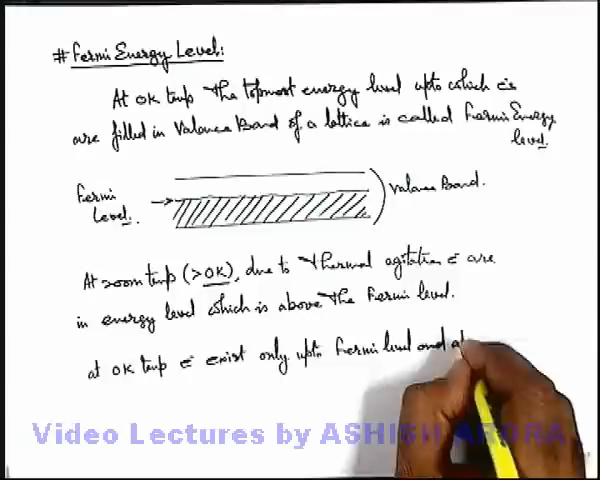 # Fermi Energy Level:
At 0K temp the topmost energy level upto which e⁻s
are filled in Valance Band of a lattice is called Fermi Energy
level.
Fermi
Level.
Valance Band.
At room temp (>0K), due to thermal agitation e⁻ are
in energy level which is above the Fermi level.
at 0K temp e⁻ exist only upto Fermi level and
Video Lectures by ASHISH ARORA